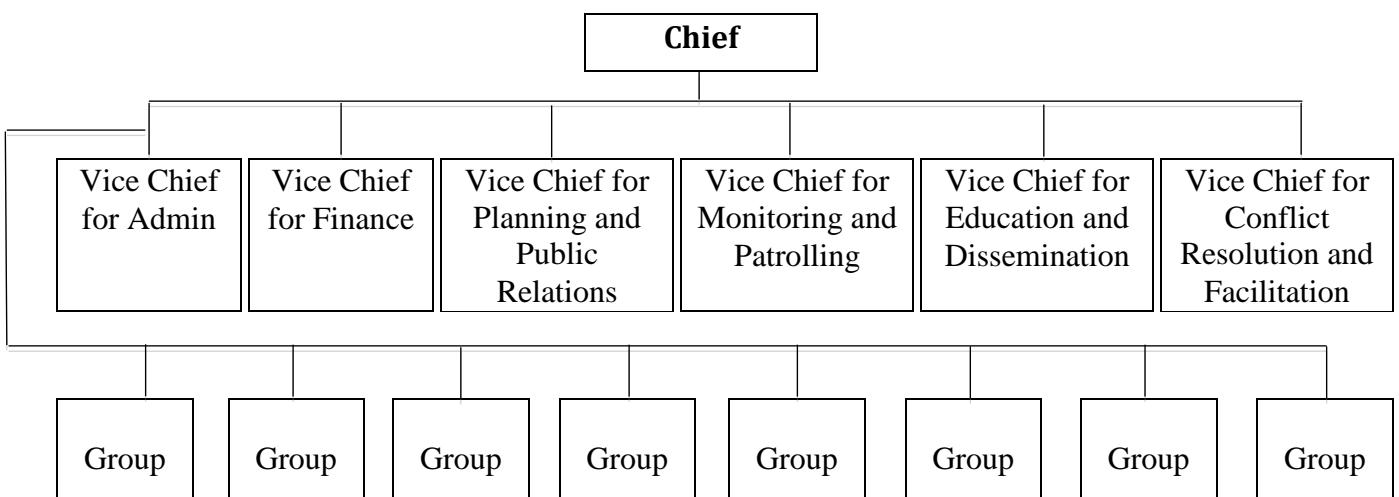 Chief
Vice Chief
for Admin
Vice Chief
for Finance
Vice Chief for
Planning and
Public
Relations
Vice Chief for
Monitoring and
Patrolling
Vice Chief for
Education and
Dissemination
Vice Chief for
Conflict
Resolution and
Facilitation
Group
Group
Group
Group
Group
Group
Group
Group